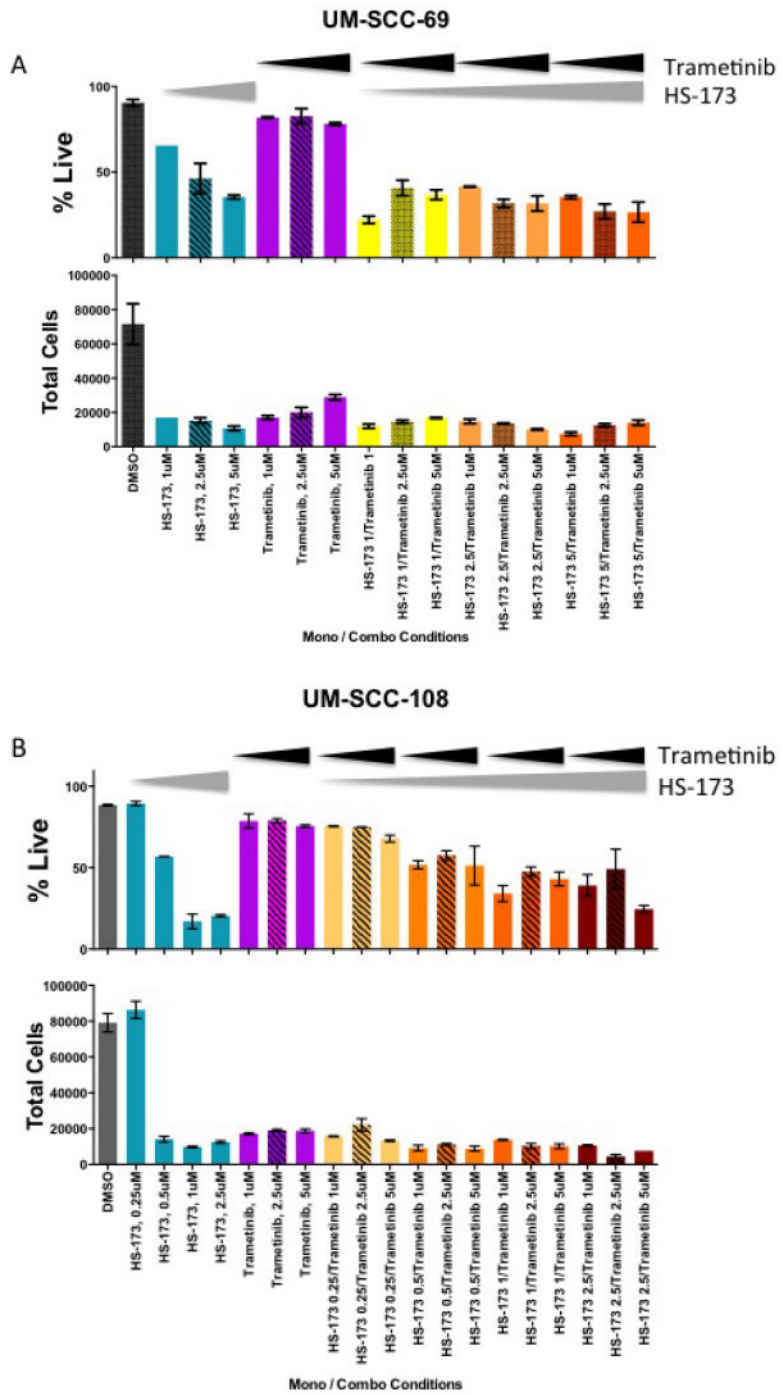 UM-SCC-69
A
Trametinib
HS-173
% Live
100
50
0
Total Cells
100000
80000
60000
40000
20000
0
DMSO
HS-173, 1uM
HS-173, 2.5uM
HS-173, 5uM
Trametinib, 1uM
Trametinib, 2.5uM
Trametinib, 5uM
HS-173 1/Trametinib 1
HS-173 1/Trametinib 2.5uM
HS-173 1/Trametinib 5uM
HS-173 2.5/Trametinib 1uM
HS-173 2.5/Trametinib 2.5uM
HS-173 2.5/Trametinib 5uM
HS-173 5/Trametinib 1uM
HS-173 5/Trametinib 2.5uM
HS-173 5/Trametinib 5uM
Mono / Combo Conditions
UM-SCC-108
B
Trametinib
HS-173
% Live
100
50
0
Total Cells
100000
80000
60000
40000
20000
0
DMSO
HS-173, 0.25uM
HS-173, 0.5uM
HS-173, 1uM
HS-173, 2.5uM
Trametinib, 1uM
Trametinib, 2.5uM
Trametinib, 5uM
HS-173 0.25/Trametinib 1uM
HS-173 0.25/Trametinib 2.5uM
HS-173 0.25/Trametinib 5uM
HS-173 0.5/Trametinib 1uM
HS-173 0.5/Trametinib 2.5uM
HS-173 0.5/Trametinib 5uM
HS-173 1/Trametinib 1uM
HS-173 1/Trametinib 2.5uM
HS-173 1/Trametinib 5uM
HS-173 2.5/Trametinib 1uM
HS-173 2.5/Trametinib 2.5uM
HS-173 2.5/Trametinib 5uM
Mono / Combo Conditions